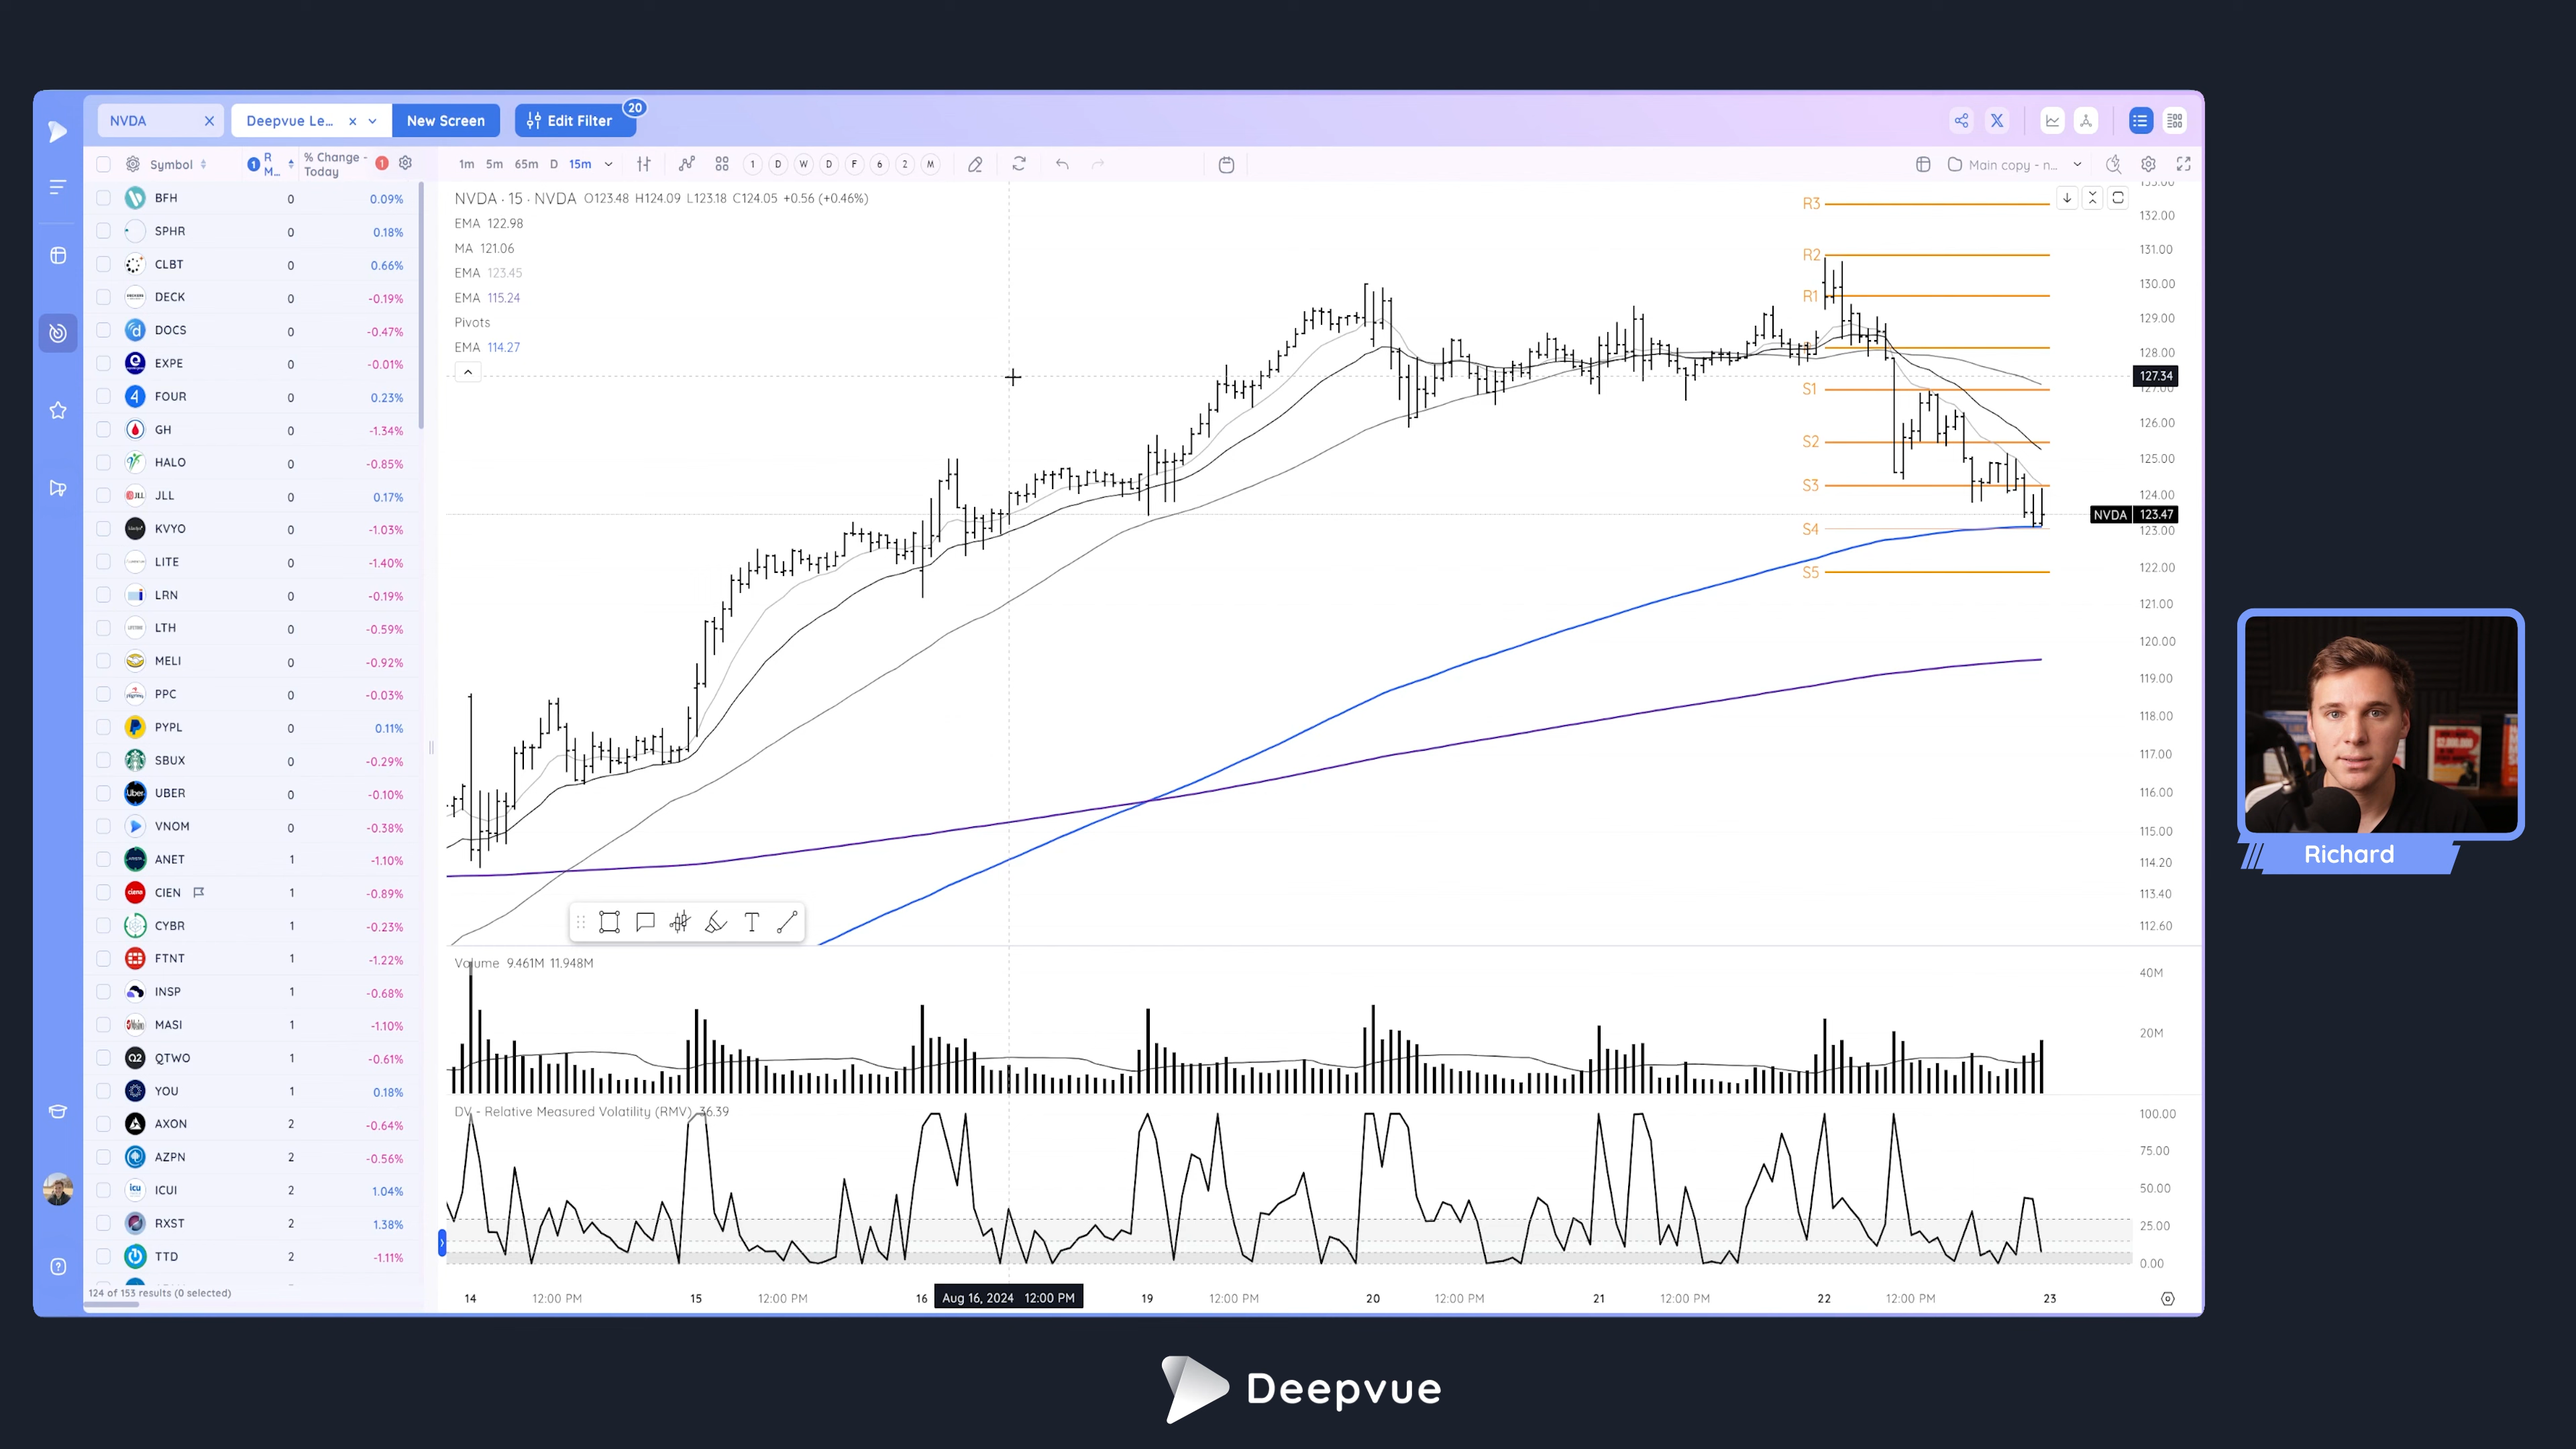 NVDA
Deepvue Le...
New Screen
Edit Filter
20
Symbol
1
R M...
% Change - Today
1
1m 5m 65m D 15m
1 D W D F 6 2 M
Main copy - n...
BFH 0 0.09%
SPHR 0 0.18%
CLBT 0 0.66%
DECK 0 -0.19%
DOCS 0 -0.47%
EXPE 0 -0.01%
FOUR 0 0.23%
GH 0 -1.34%
HALO 0 -0.85%
JLL 0 0.17%
KVYO 0 -1.03%
LITE 0 -1.40%
LRN 0 -0.19%
LTH 0 -0.59%
MELI 0 -0.92%
PPC 0 -0.03%
PYPL 0 0.11%
SBUX 0 -0.29%
UBER 0 -0.10%
VNOM 0 -0.38%
ANET 1 -1.10%
CIEN 1 -0.89%
CYBR 1 -0.23%
FTNT 1 -1.22%
INSP 1 -0.68%
MASI 1 -1.10%
QTWO 1 -0.61%
YOU 1 0.18%
AXON 2 -0.64%
AZPN 2 -0.56%
ICUI 2 1.04%
RXST 2 1.38%
TTD 2 -1.11%
124 of 153 results (0 selected)
NVDA · 15 · NVDA O123.48 H124.09 L123.18 C124.05 +0.56 (+0.46%)
EMA 122.98
MA 121.06
EMA 123.45
EMA 115.24
Pivots
EMA 114.27
R3
R2
R1
S1
S2
S3
S4
S5
132.00
131.00
130.00
129.00
128.00
127.34
127.00
126.00
125.00
124.00
NVDA 123.47
123.00
122.00
121.00
120.00
119.00
118.00
117.00
116.00
115.00
114.20
113.40
112.60
Volume 9.461M 11.948M
40M
20M
DV - Relative Measured Volatility (RMV) 36.39
100.00
75.00
50.00
25.00
0.00
14 12:00 PM 15 12:00 PM 16 Aug 16, 2024 12:00 PM 19 12:00 PM 20 12:00 PM 21 12:00 PM 22 12:00 PM 23
Richard
Deepvue